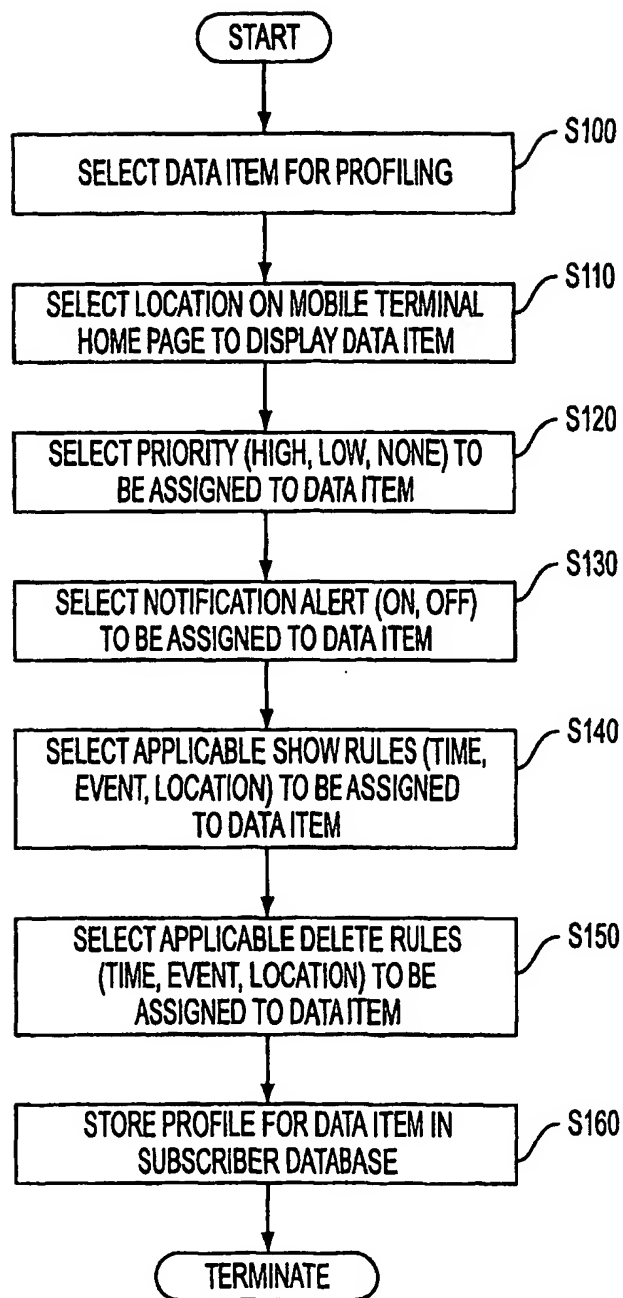 START
S100
SELECT DATA ITEM FOR PROFILING
S110
SELECT LOCATION ON MOBILE TERMINAL
HOME PAGE TO DISPLAY DATA ITEM
S120
SELECT PRIORITY (HIGH, LOW, NONE) TO
BE ASSIGNED TO DATA ITEM
S130
SELECT NOTIFICATION ALERT (ON, OFF)
TO BE ASSIGNED TO DATA ITEM
S140
SELECT APPLICABLE SHOW RULES (TIME,
EVENT, LOCATION) TO BE ASSIGNED
TO DATA ITEM
S150
SELECT APPLICABLE DELETE RULES
(TIME, EVENT, LOCATION) TO BE
ASSIGNED TO DATA ITEM
S160
STORE PROFILE FOR DATA ITEM IN
SUBSCRIBER DATABASE
TERMINATE